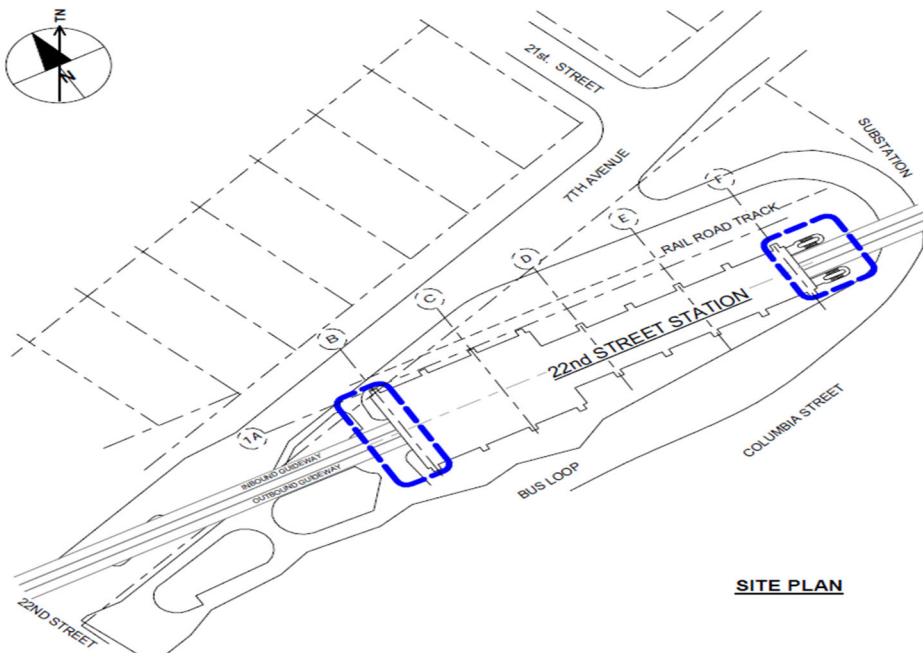 TN
N
21st. STREET
SUBSTATION
7TH AVENUE
F
E
RAIL ROAD TRACK
D
C
22nd STREET STATION
B
1A
COLUMBIA STREET
INBOUND GUIDEWAY
OUTBOUND GUIDEWAY
BUS LOOP
SITE PLAN
22ND STREET